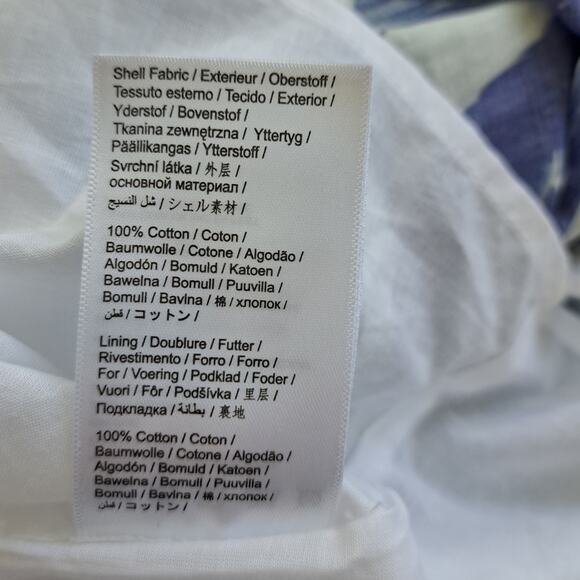 Shell Fabric / Exterieur / Oberstoff /
Tessuto esterno / Tecido / Exterior /
Yderstof / Bovenstof /
Tkanina zewnętrzna / Yttertyg /
Päällikangas / Ytterstoff /
Svrchní látka / 外层 /
основной материал /
شل النسيج / シェル素材 /
100% Cotton / Coton /
Baumwolle / Cotone / Algodão /
Algodón / Bomuld / Katoen /
Bawelna / Bomull / Puuvilla /
Bomull / Bavlna / 棉 / хлопок /
قطن / コットン /
Lining / Doublure / Futter /
Rivestimento / Forro / Forro /
For / Voering / Podklad / Foder /
Vuori / Fôr / Podšívka / 里层 /
Подкладка / بطانة / 裏地
100% Cotton / Coton /
Baumwolle / Cotone / Algodão /
Algodón / Bomuld / Katoen /
Bawelna / Bomull / Puuvilla /
Bomull / Bavlna / 棉 / хлопок /
قطن / コットン /